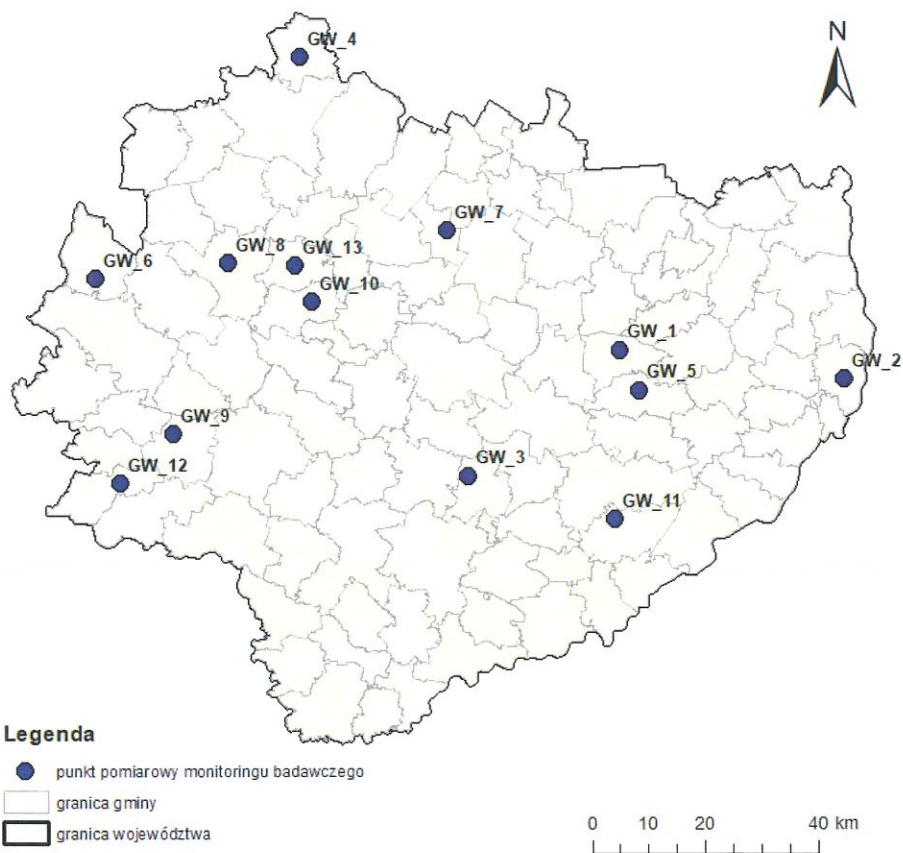 GW_4
N
GW_7
GW_8
GW_13
GW_6
GW_10
GW_1
GW_2
GW_5
GW_9
GW_3
GW_12
GW_11
Legenda
punkt pomiarowy monitoringu badawczego
granica gminy
granica województwa
0 10 20 40 km